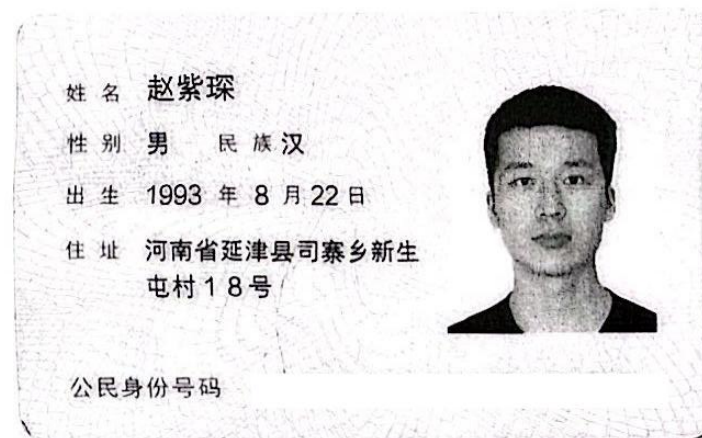 姓名 赵紫琛
性别 男 民族 汉
出生 1993 年 8 月 22 日
住址 河南省延津县司寨乡新生
屯村18号
公民身份号码